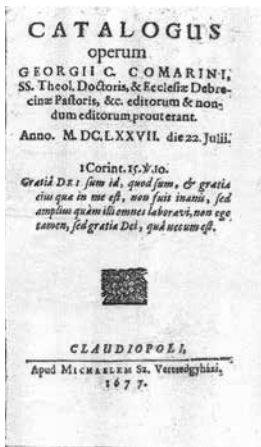 CATALOGUS
operum
GEORGII C. COMARINI,
SS. Theol. Doctoris, & Ecclesiæ Debre-
cinæ Pastoris, &c. editorum & non-
dum editorum, prout erant.
Anno. M. DC. LXXVII. die 22. Julii.
1 Corint. 15. ℣. 10.
Gratiâ DEI sum id, quod sum, & gratia
eius quæ in me est, non fuit inanis, sed
ampliùs quàm illi omnes laboravi, non ego
tamen, sed gratia Dei, quæ mecum est.
CLAUDIOPOLI,
Apud MICHAELEM Sz. Veresegyházi,
1677.